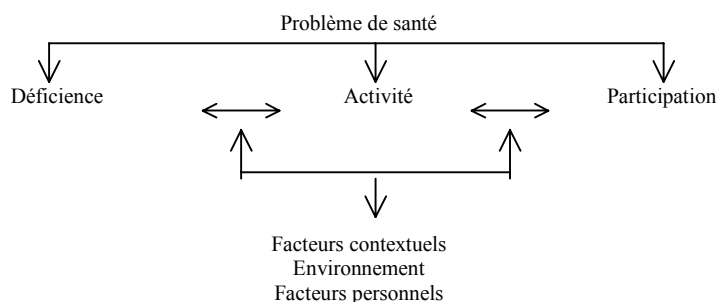 Problème de santé
Déficience Activité Participation
Facteurs contextuels
Environnement
Facteurs personnels